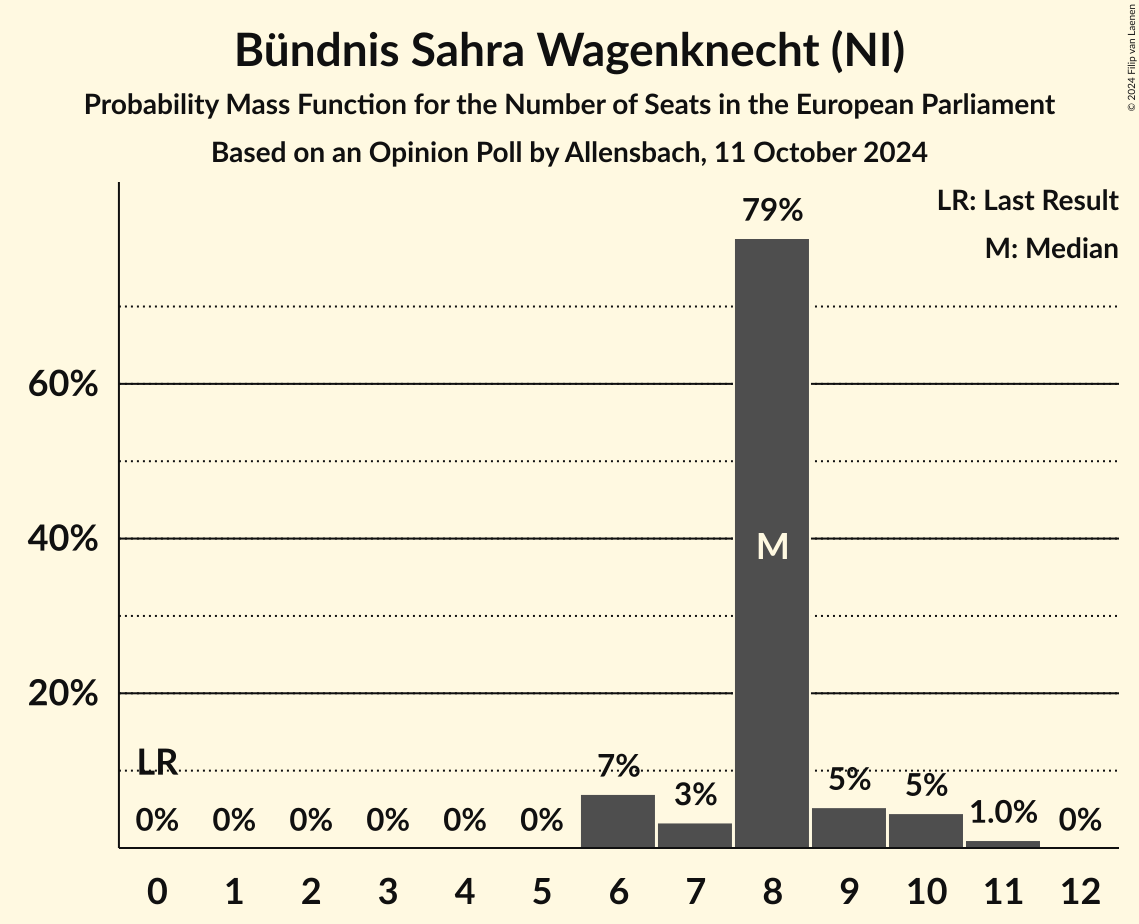 Bündnis Sahra Wagenknecht (NI)
Probability Mass Function for the Number of Seats in the European Parliament
Based on an Opinion Poll by Allensbach, 11 October 2024
© 2024 Filip van Laenen
LR: Last Result
M: Median
79%
60%
40%
M
20%
LR
0% 0% 0% 0% 0% 0% 7% 3% 5% 5% 1.0% 0%
0 1 2 3 4 5 6 7 8 9 10 11 12